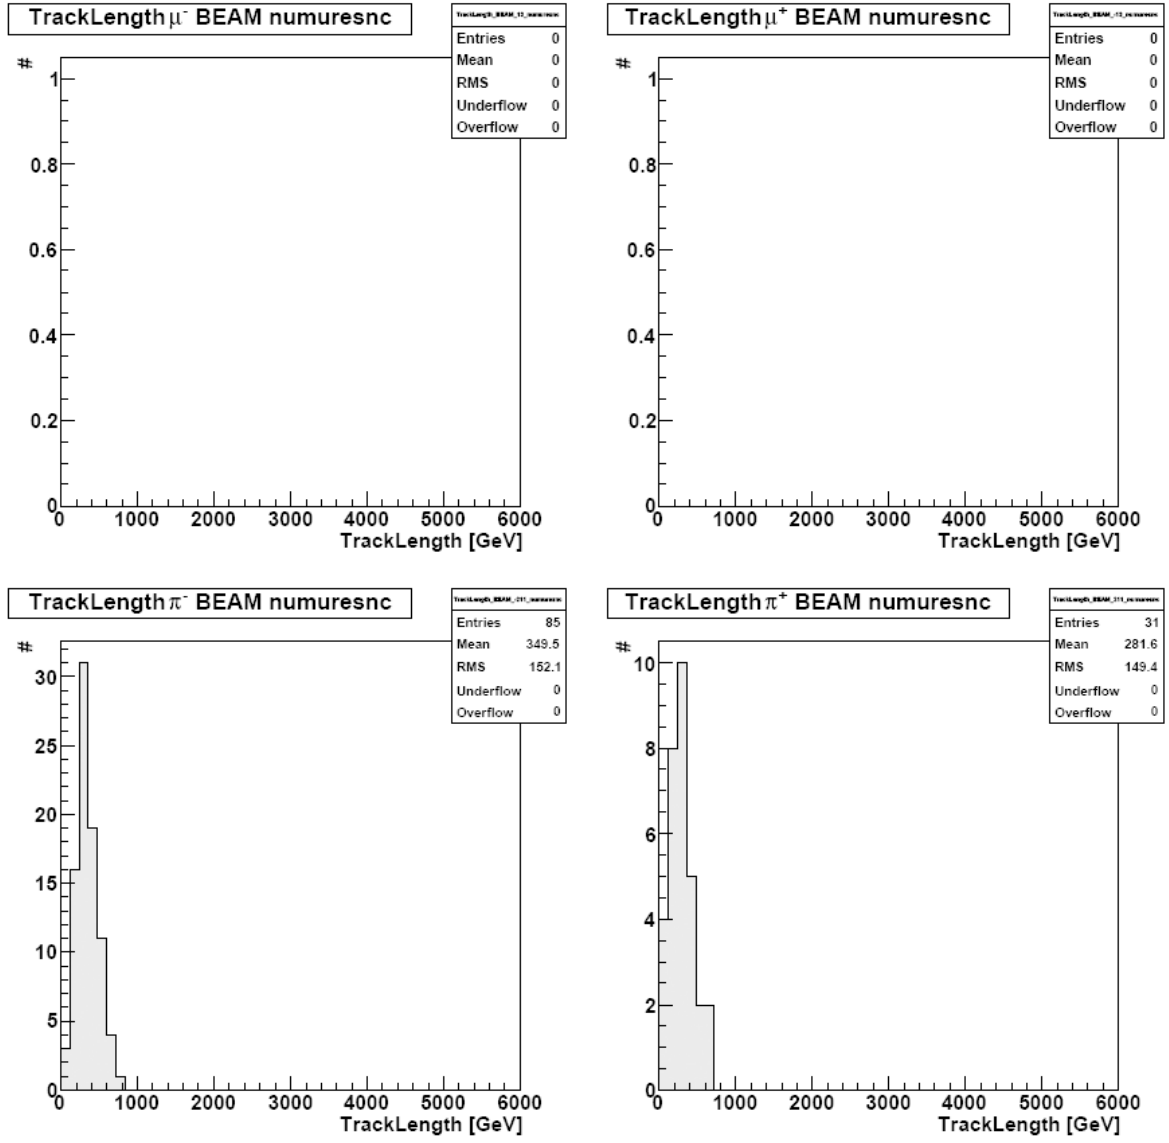 TrackLength μ- BEAM numuresnc
TrackLength_BEAM_13_numuresnc
Entries 0
Mean 0
RMS 0
Underflow 0
Overflow 0
#
1
0.8
0.6
0.4
0.2
0
0 1000 2000 3000 4000 5000 6000
TrackLength [GeV]
TrackLength μ+ BEAM numuresnc
TrackLength_BEAM_-13_numuresnc
Entries 0
Mean 0
RMS 0
Underflow 0
Overflow 0
#
1
0.8
0.6
0.4
0.2
0
0 1000 2000 3000 4000 5000 6000
TrackLength [GeV]
TrackLength π- BEAM numuresnc
TrackLength_BEAM_-211_numuresnc
Entries 85
Mean 349.5
RMS 152.1
Underflow 0
Overflow 0
#
30
25
20
15
10
5
0
0 1000 2000 3000 4000 5000 6000
TrackLength [GeV]
TrackLength π+ BEAM numuresnc
TrackLength_BEAM_211_numuresnc
Entries 31
Mean 281.6
RMS 149.4
Underflow 0
Overflow 0
#
10
8
6
4
2
0
0 1000 2000 3000 4000 5000 6000
TrackLength [GeV]